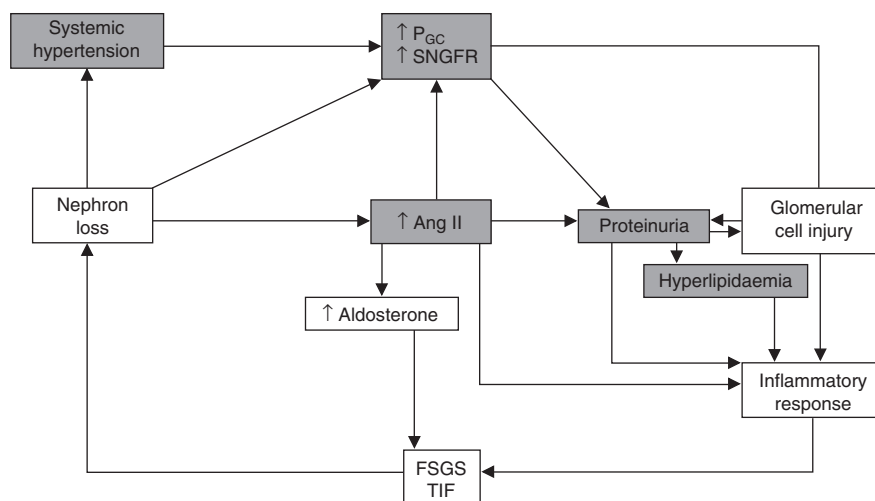 Systemic
hypertension
↑ P_GC
↑ SNGFR
Nephron
loss
↑ Ang II
Proteinuria
Glomerular
cell injury
Hyperlipidaemia
↑ Aldosterone
Inflammatory
response
FSGS
TIF